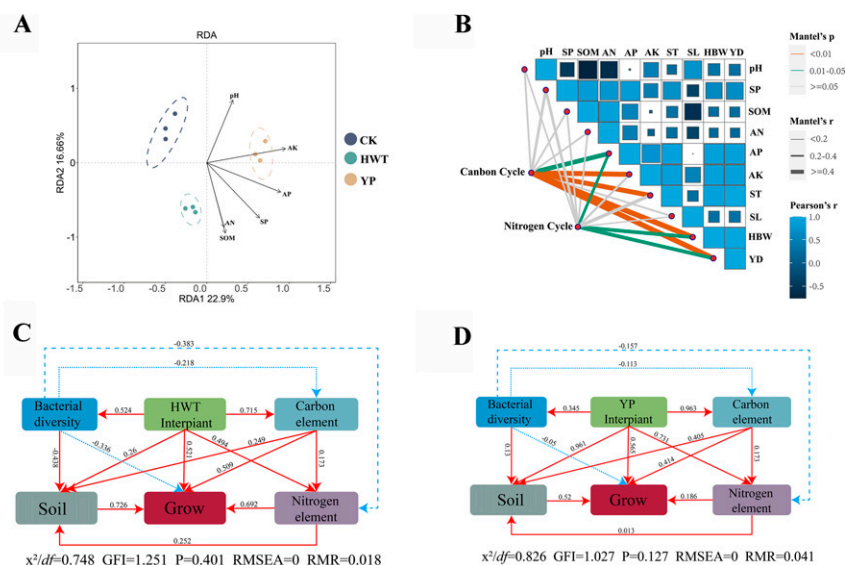 A
RDA
RDA2 16.66%
1
0
-1
-1.5
-1.0
-0.5
0.0
0.5
1.0
1.5
RDA1 22.9%
pH
AK
AP
SP
AN
SOM
CK
HWT
YP
B
pH SP SOM AN AP AK ST SL HBW YD
pH
SP
SOM
AN
AP
AK
ST
SL
HBW
YD
Canbon Cycle
Nitrogen Cycle
Mantel's p
<0.01
0.01-0.05
>=0.05
Mantel's r
<0.2
0.2-0.4
>=0.4
Pearson's r
1.0
0.5
0.0
-0.5
C
-0.383
-0.218
Bacterial diversity
0.524
HWT Interpiant
0.715
Carbon element
-0.438
-0.336
0.26
0.521
0.494
0.249
0.509
0.173
Soil
0.726
Grow
0.692
Nitrogen element
0.252
x²/df=0.748 GFI=1.251 P=0.401 RMSEA=0 RMR=0.018
D
-0.157
-0.113
Bacterial diversity
0.345
YP Interpiant
0.963
Carbon element
0.13
-0.05
0.961
0.565
0.731
0.405
0.414
0.173
Soil
0.52
Grow
0.186
Nitrogen element
0.013
x²/df=0.826 GFI=1.027 P=0.127 RMSEA=0 RMR=0.041